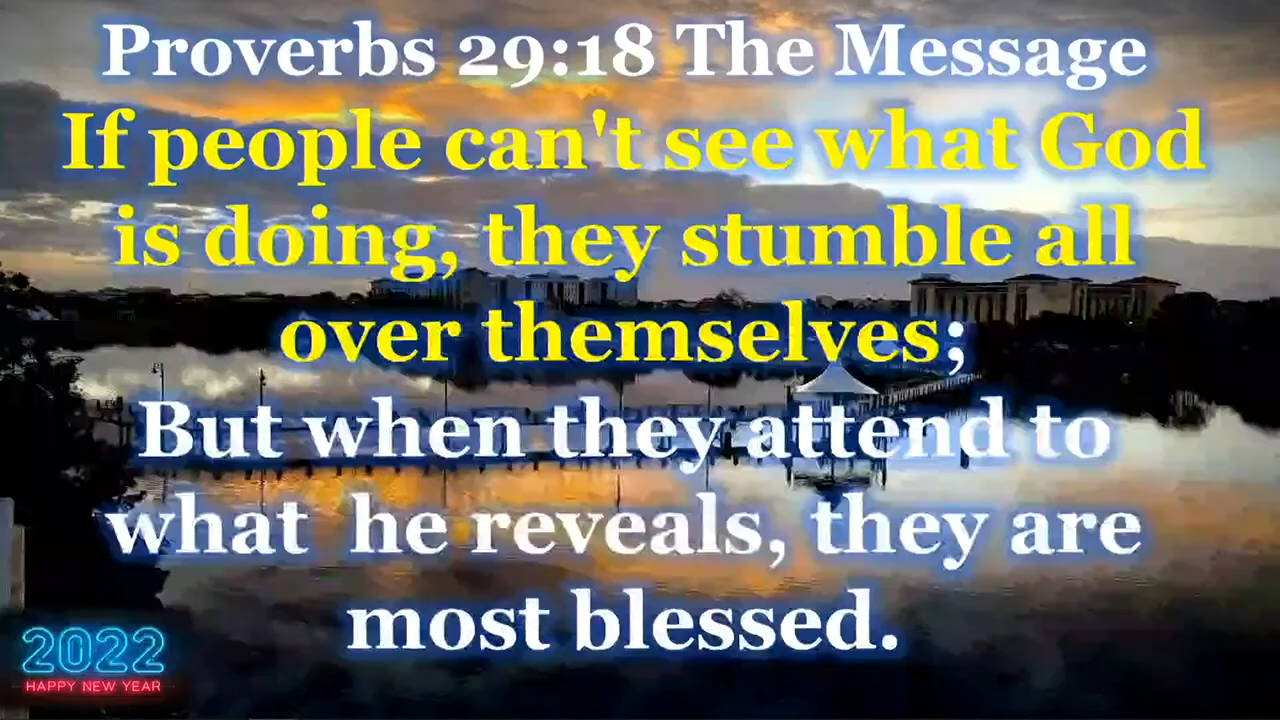 Proverbs 29:18 The Message
If people can't see what God
is doing, they stumble all
over themselves;
But when they attend to
what  he reveals, they are
most blessed.
2022
HAPPY NEW YEAR